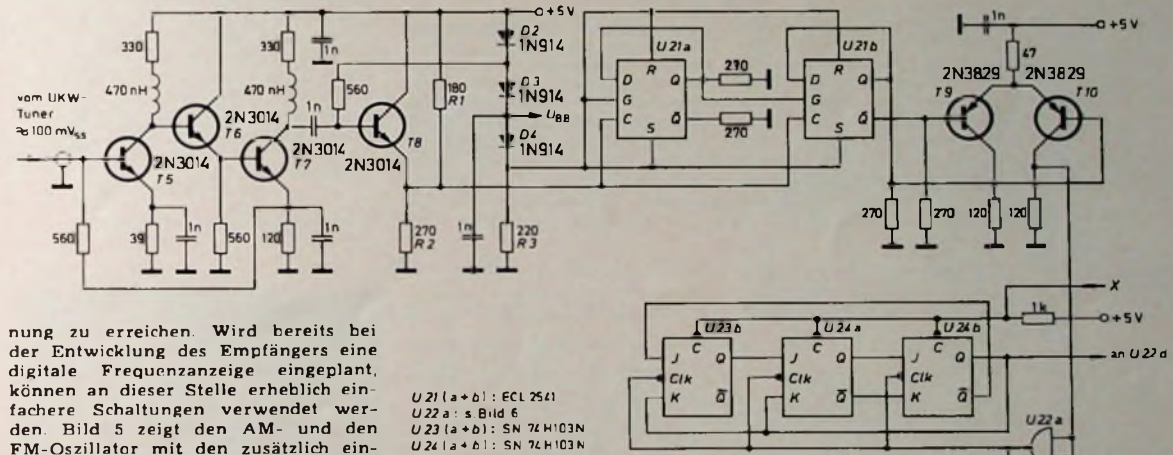 +5V
330
470 nH
1n
330
470 nH
1n
560
180
R1
D2
1N914
D3
1N914
U_BB
D4
1N914
vom UKW-
Tuner
≈100 mVss
2N3014
T6
2N3014
T5
2N3014
T7
2N3014
T8
560
39
1n
560
120
1n
270
R2
1n
220
R3
U21a
D
R
Q
G
C
S
Q̄
270
270
U21b
D
R
Q
G
C
S
Q̄
1n
+5V
47
2N3829
2N3829
T9
T10
270
270
120
120
X
1k
+5V
U23b
C
J
Q
Clk
K
Q̄
U24a
C
J
Q
Clk
K
Q̄
U24b
C
J
Q
Clk
K
Q̄
an U22d
U22a
nung zu erreichen. Wird bereits bei
der Entwicklung des Empfängers eine
digitale Frequenzanzeige eingeplant,
können an dieser Stelle erheblich ein-
fachere Schaltungen verwendet wer-
den. Bild 5 zeigt den AM- und den
FM-Oszillator mit den zusätzlich ein-
U21 (a+b): ECL 2541
U22a: s. Bild 6
U23 (a+b): SN 74H103N
U24 (a+b): SN 74H103N